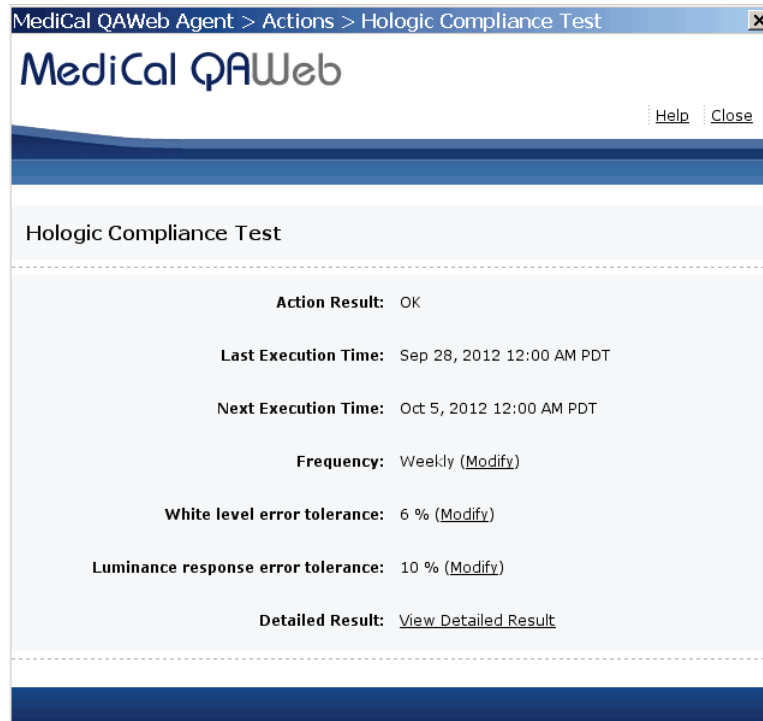 MediCal QAWeb Agent > Actions > Hologic Compliance Test
MediCal QAWeb
Help Close
Hologic Compliance Test
Action Result: OK
Last Execution Time: Sep 28, 2012 12:00 AM PDT
Next Execution Time: Oct 5, 2012 12:00 AM PDT
Frequency: Weekly (Modify)
White level error tolerance: 6 % (Modify)
Luminance response error tolerance: 10 % (Modify)
Detailed Result: View Detailed Result